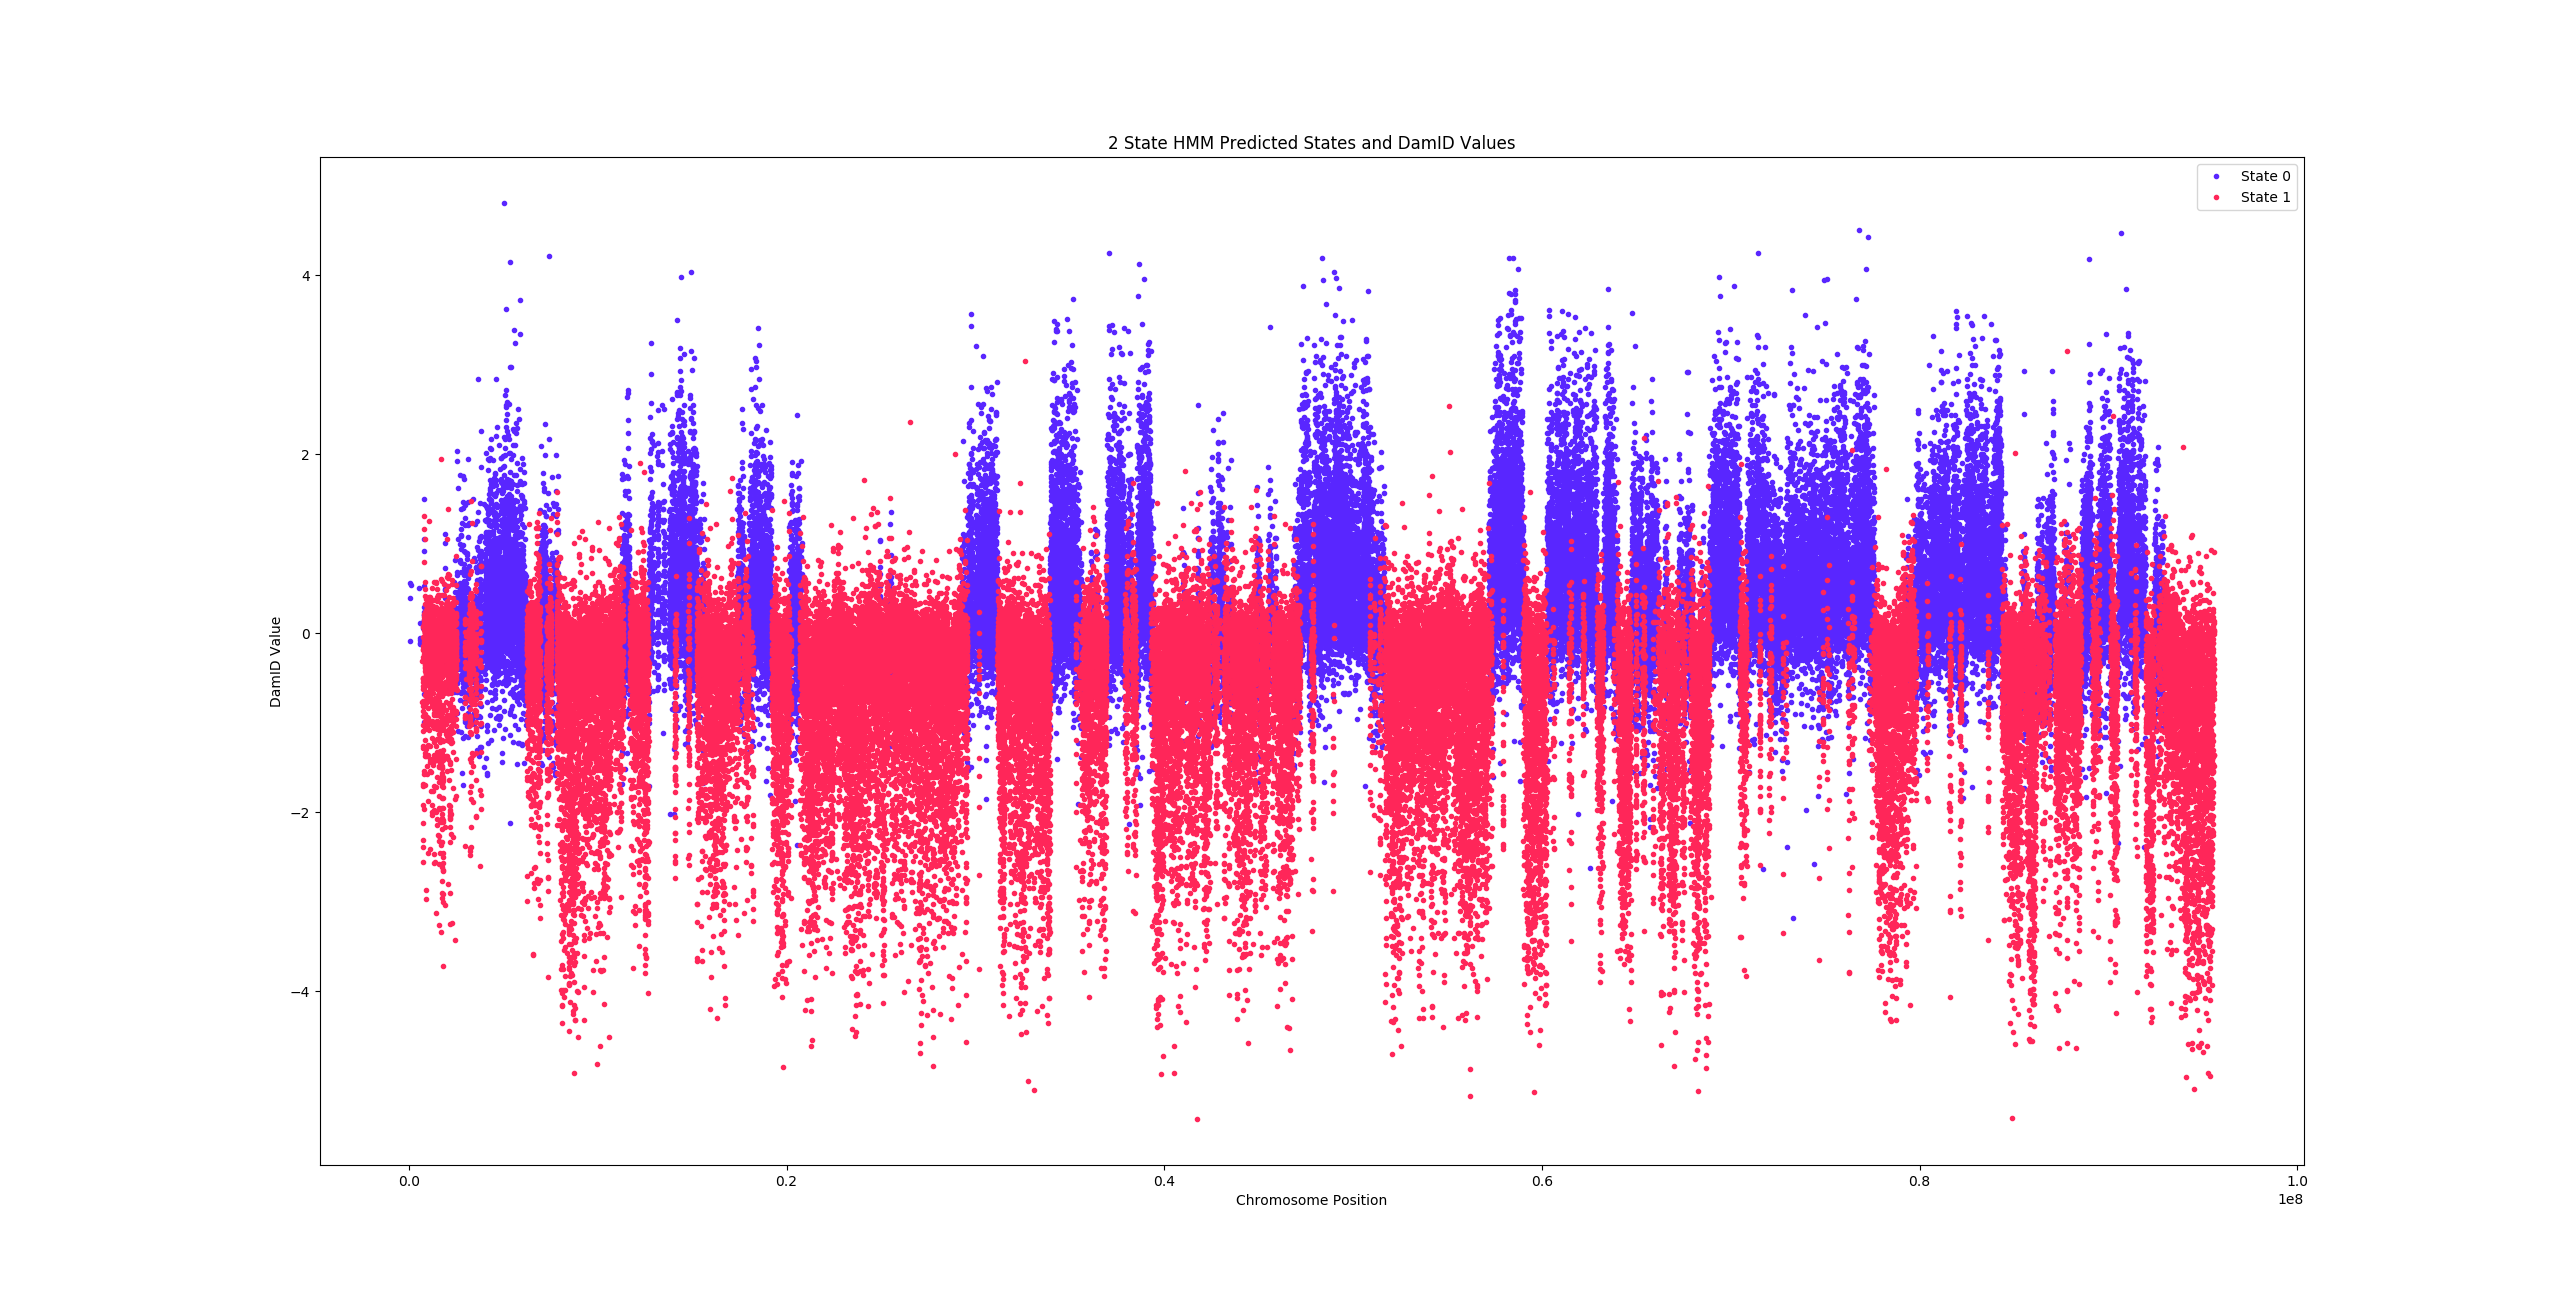 2 State HMM Predicted States and DamID Values
State 0
State 1
DamID Value
4
2
0
−2
−4
0.0 0.2 0.4 0.6 0.8 1.0
1e8
Chromosome Position